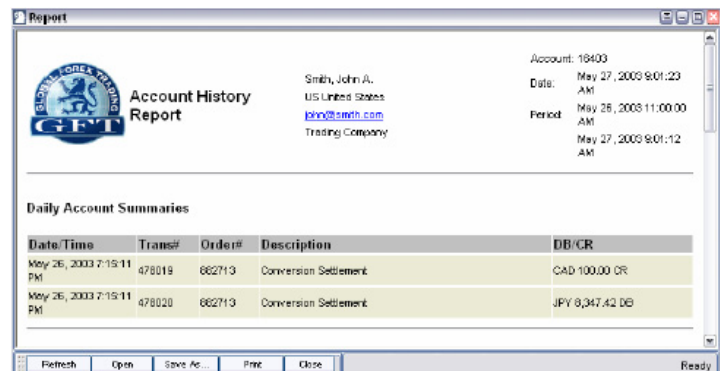 Report
GLOBAL FOREX TRADING
GFT
Account History
Report
Smith, John A.
US United States
john@jsmith.com
Trading Company
Account: 16403
Date: May 27, 2003 9:01:23
AM
Period: May 26, 2003 11:00:00
AM
May 27, 2003 9:01:12
AM
Daily Account Summaries
Date/Time Trans# Order# Description DB/CR
May 26, 2003 7:15:11
PM 478019 662713 Conversion Settlement CAD 100.00 CR
May 26, 2003 7:15:11
PM 478020 662713 Conversion Settlement JPY 8,347.42 DB
Refresh Open Save As... Print Close Ready